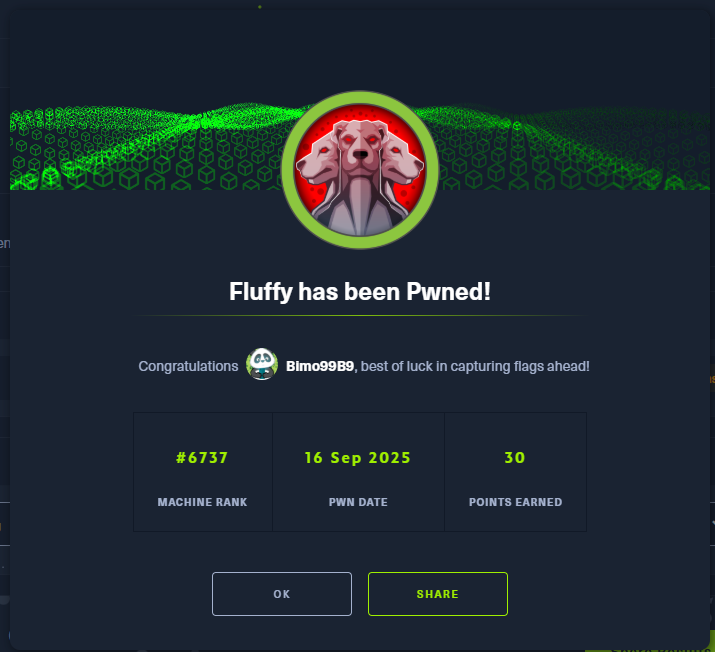 Fluffy has been Pwned!
Congratulations Bimo99B9, best of luck in capturing flags ahead!
#6737 16 Sep 2025 30
MACHINE RANK PWN DATE POINTS EARNED
OK SHARE